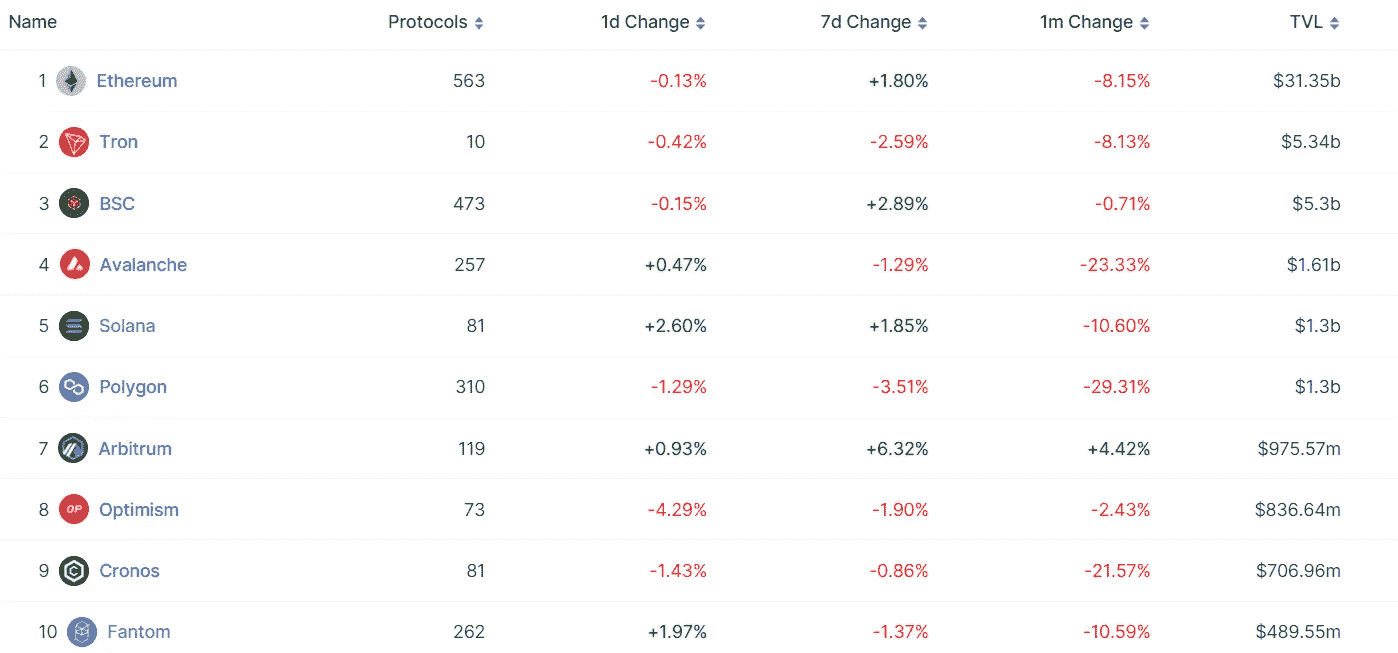 Name Protocols 1d Change 7d Change 1m Change TVL
1 Ethereum 563 -0.13% +1.80% -8.15% $31.35b
2 Tron 10 -0.42% -2.59% -8.13% $5.34b
3 BSC 473 -0.15% +2.89% -0.71% $5.3b
4 Avalanche 257 +0.47% -1.29% -23.33% $1.61b
5 Solana 81 +2.60% +1.85% -10.60% $1.3b
6 Polygon 310 -1.29% -3.51% -29.31% $1.3b
7 Arbitrum 119 +0.93% +6.32% +4.42% $975.57m
8 OP Optimism 73 -4.29% -1.90% -2.43% $836.64m
9 Cronos 81 -1.43% -0.86% -21.57% $706.96m
10 Fantom 262 +1.97% -1.37% -10.59% $489.55m